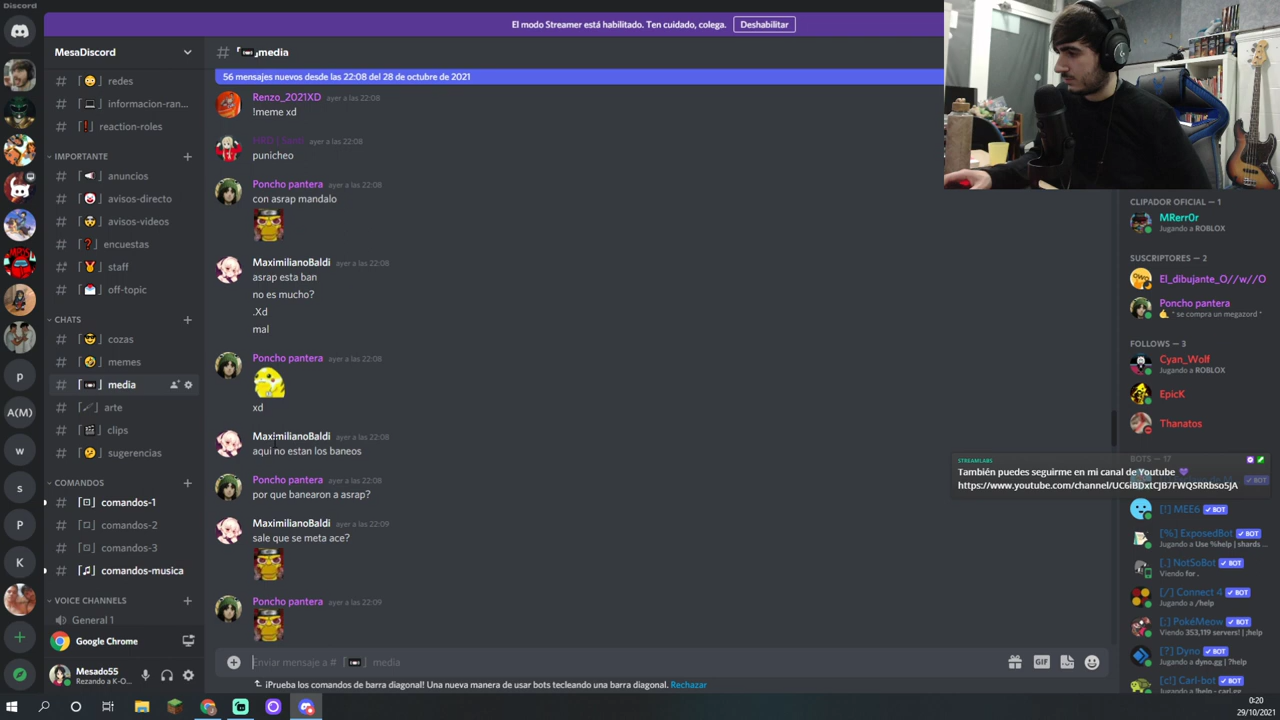 Discord
El modo Streamer está habilitado. Ten cuidado, colega.
Deshabilitar
MesaDiscord
redes
informacion-ran...
reaction-roles
IMPORTANTE
anuncios
avisos-directo
avisos-videos
encuestas
staff
off-topic
CHATS
cozas
memes
media
arte
clips
sugerencias
COMANDOS
comandos-1
comandos-2
comandos-3
comandos-musica
VOICE CHANNELS
General 1
Google Chrome
Mesado55
Rezando a K-O...
p
A(M)
w
s
P
K
media
56 mensajes nuevos desde las 22:08 del 28 de octubre de 2021
Renzo_2021XD ayer a las 22:08
!meme xd
ayer a las 22:08
punicheo
Poncho pantera ayer a las 22:08
con asrap mandalo
MaximilianoBaldi ayer a las 22:08
asrap esta ban
no es mucho?
.Xd
mal
Poncho pantera ayer a las 22:08
xd
MaximilianoBaldi ayer a las 22:08
aqui no estan los baneos
Poncho pantera ayer a las 22:08
por que banearon a asrap?
MaximilianoBaldi ayer a las 22:09
sale que se meta ace?
Poncho pantera ayer a las 22:09
Enviar mensaje a # media
GIF
¡Prueba los comandos de barra diagonal! Una nueva manera de usar bots tecleando una barra diagonal. Rechazar
CLIPADOR OFICIAL — 1
MRerr0r
Jugando a ROBLOX
SUSCRIPTORES — 2
El_dibujante_O//w//O
Poncho pantera
* se compra un megazord *
FOLLOWS — 3
Cyan_Wolf
Jugando a ROBLOX
EpicK
Thanatos
BOTS — 17
STREAMLABS
También puedes seguirme en mi canal de Youtube 💜
https://www.youtube.com/channel/UC6iBDxtCJB7FWQSRRbso5JA
BOT
[!] MEE6 ✓ BOT
[%] ExposedBot ✓ BOT
Jugando a Use %help | shards ...
[.] NotSoBot ✓ BOT
Viendo for .
[/] Connect 4 ✓ BOT
Jugando a /help
[;] PokéMeow ✓ BOT
Viendo 353,119 servers! | ;help
[?] Dyno ✓ BOT
Jugando a dyno.gg | ?help
[c!] Carl-bot ✓ BOT
Jugando a !help - carl.gg
0:20
29/10/2021